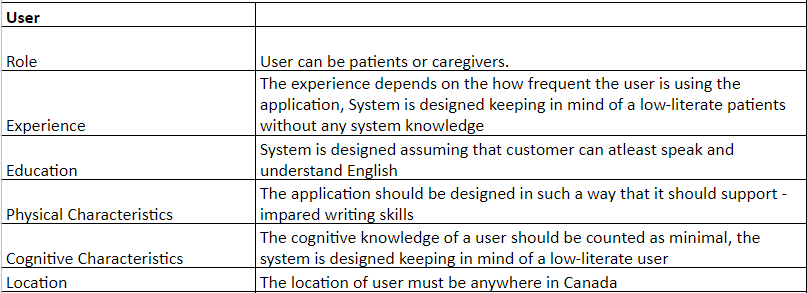 User
Role
User can be patients or caregivers.
The experience depends on the how frequent the user is using the
application, System is designed keeping in mind of a low-literate patients
Experience
without any system knowledge
System is designed assuming that customer can atleast speak and
Education
understand English
The application should be designed in such a way that it should support -
Physical Characteristics
impared writing skills
The cognitive knowledge of a user should be counted as minimal, the
Cognitive Characteristics
system is designed keeping in mind of a low-literate user
Location
The location of user must be anywhere in Canada